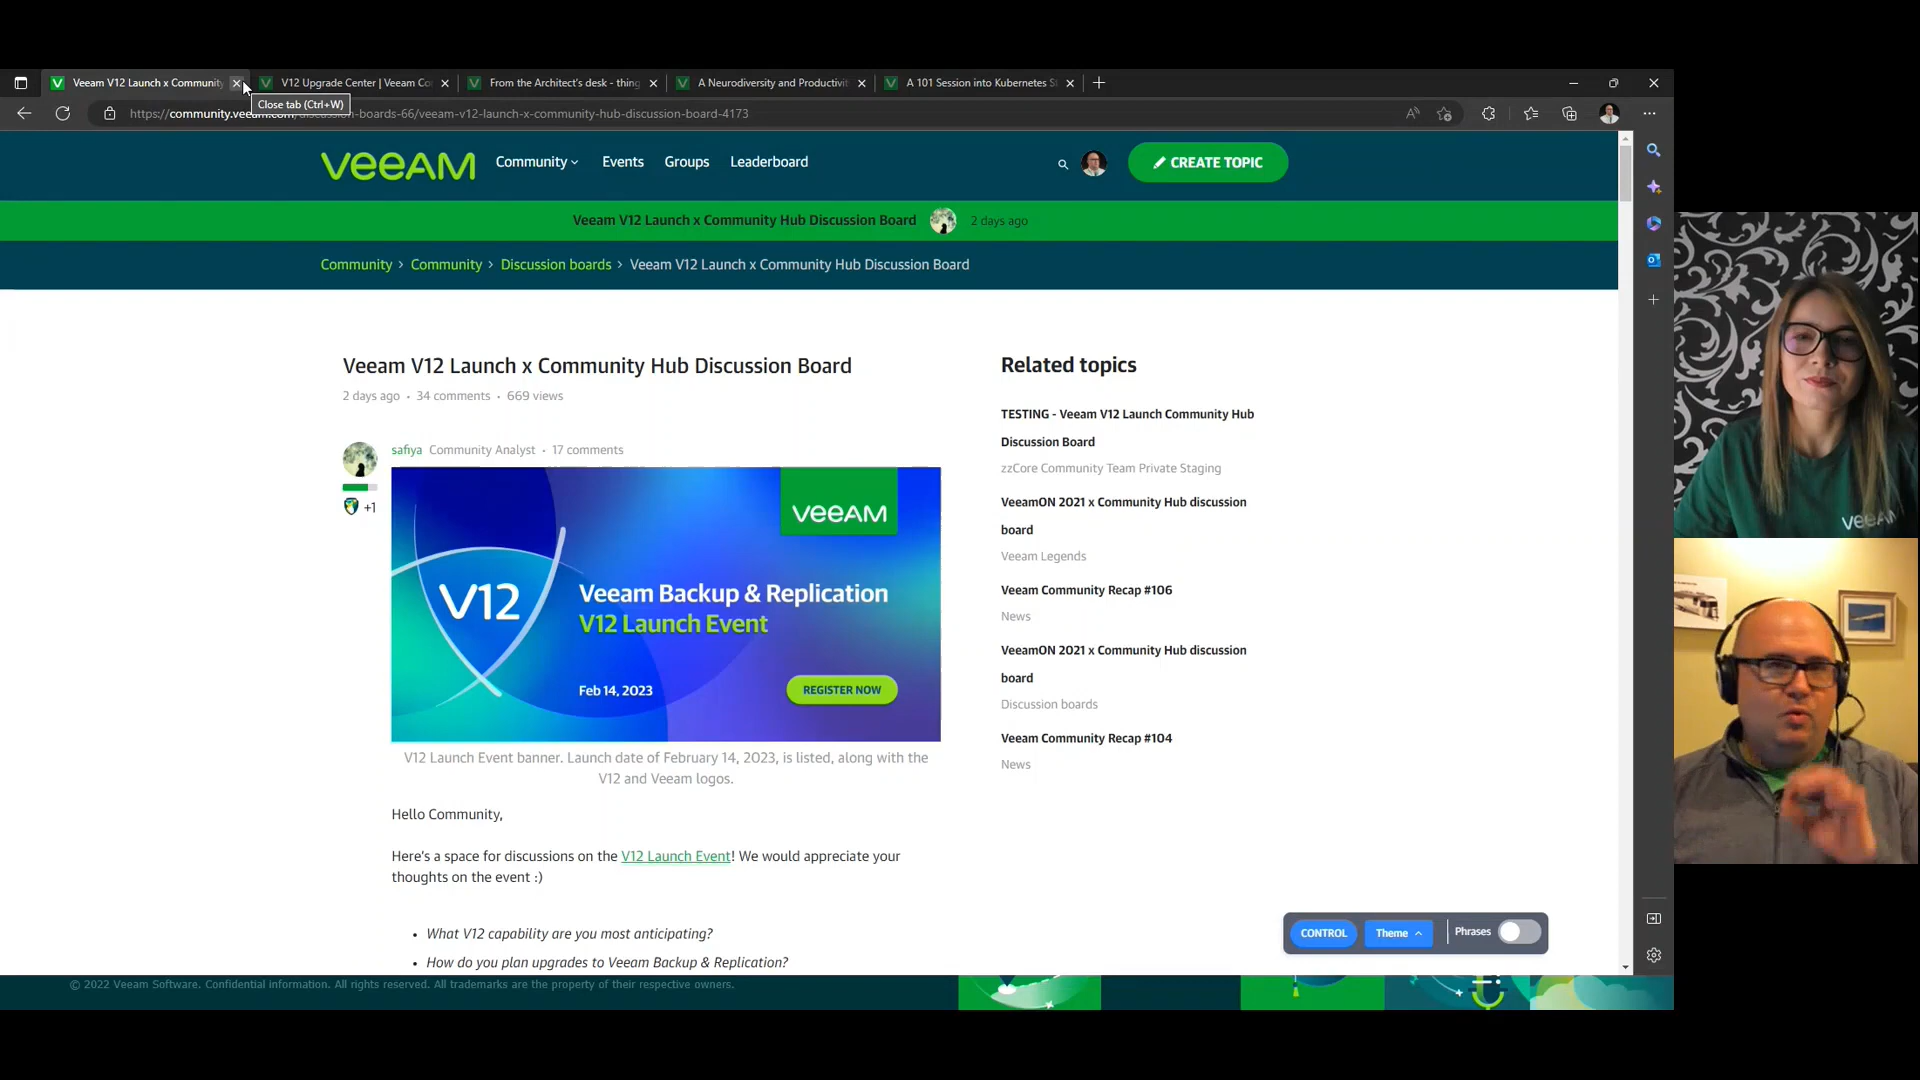 Veeam V12 Launch x Community
V12 Upgrade Center | Veeam Co
From the Architect's desk - thing
A Neurodiversity and Productivit
A 101 Session into Kubernetes St
Close tab (Ctrl+W)
https://community.veeam.com/discussion-boards-66/veeam-v12-launch-x-community-hub-discussion-board-4173
veeam
Community
Events
Groups
Leaderboard
CREATE TOPIC
Veeam V12 Launch x Community Hub Discussion Board
2 days ago
Community > Community > Discussion boards > Veeam V12 Launch x Community Hub Discussion Board
Veeam V12 Launch x Community Hub Discussion Board
2 days ago • 34 comments • 669 views
safiya Community Analyst • 17 comments
+1
veeam
V12
Veeam Backup & Replication
V12 Launch Event
Feb 14, 2023
REGISTER NOW
V12 Launch Event banner. Launch date of February 14, 2023, is listed, along with the
V12 and Veeam logos.
Hello Community,
Here's a space for discussions on the V12 Launch Event! We would appreciate your
thoughts on the event :)
• What V12 capability are you most anticipating?
• How do you plan upgrades to Veeam Backup & Replication?
Related topics
TESTING - Veeam V12 Launch Community Hub
Discussion Board
zzCore Community Team Private Staging
VeeamON 2021 x Community Hub discussion
board
Veeam Legends
Veeam Community Recap #106
News
VeeamON 2021 x Community Hub discussion
board
Discussion boards
Veeam Community Recap #104
News
CONTROL
Theme
Phrases
veeam
© 2022 Veeam Software. Confidential information. All rights reserved. All trademarks are the property of their respective owners.